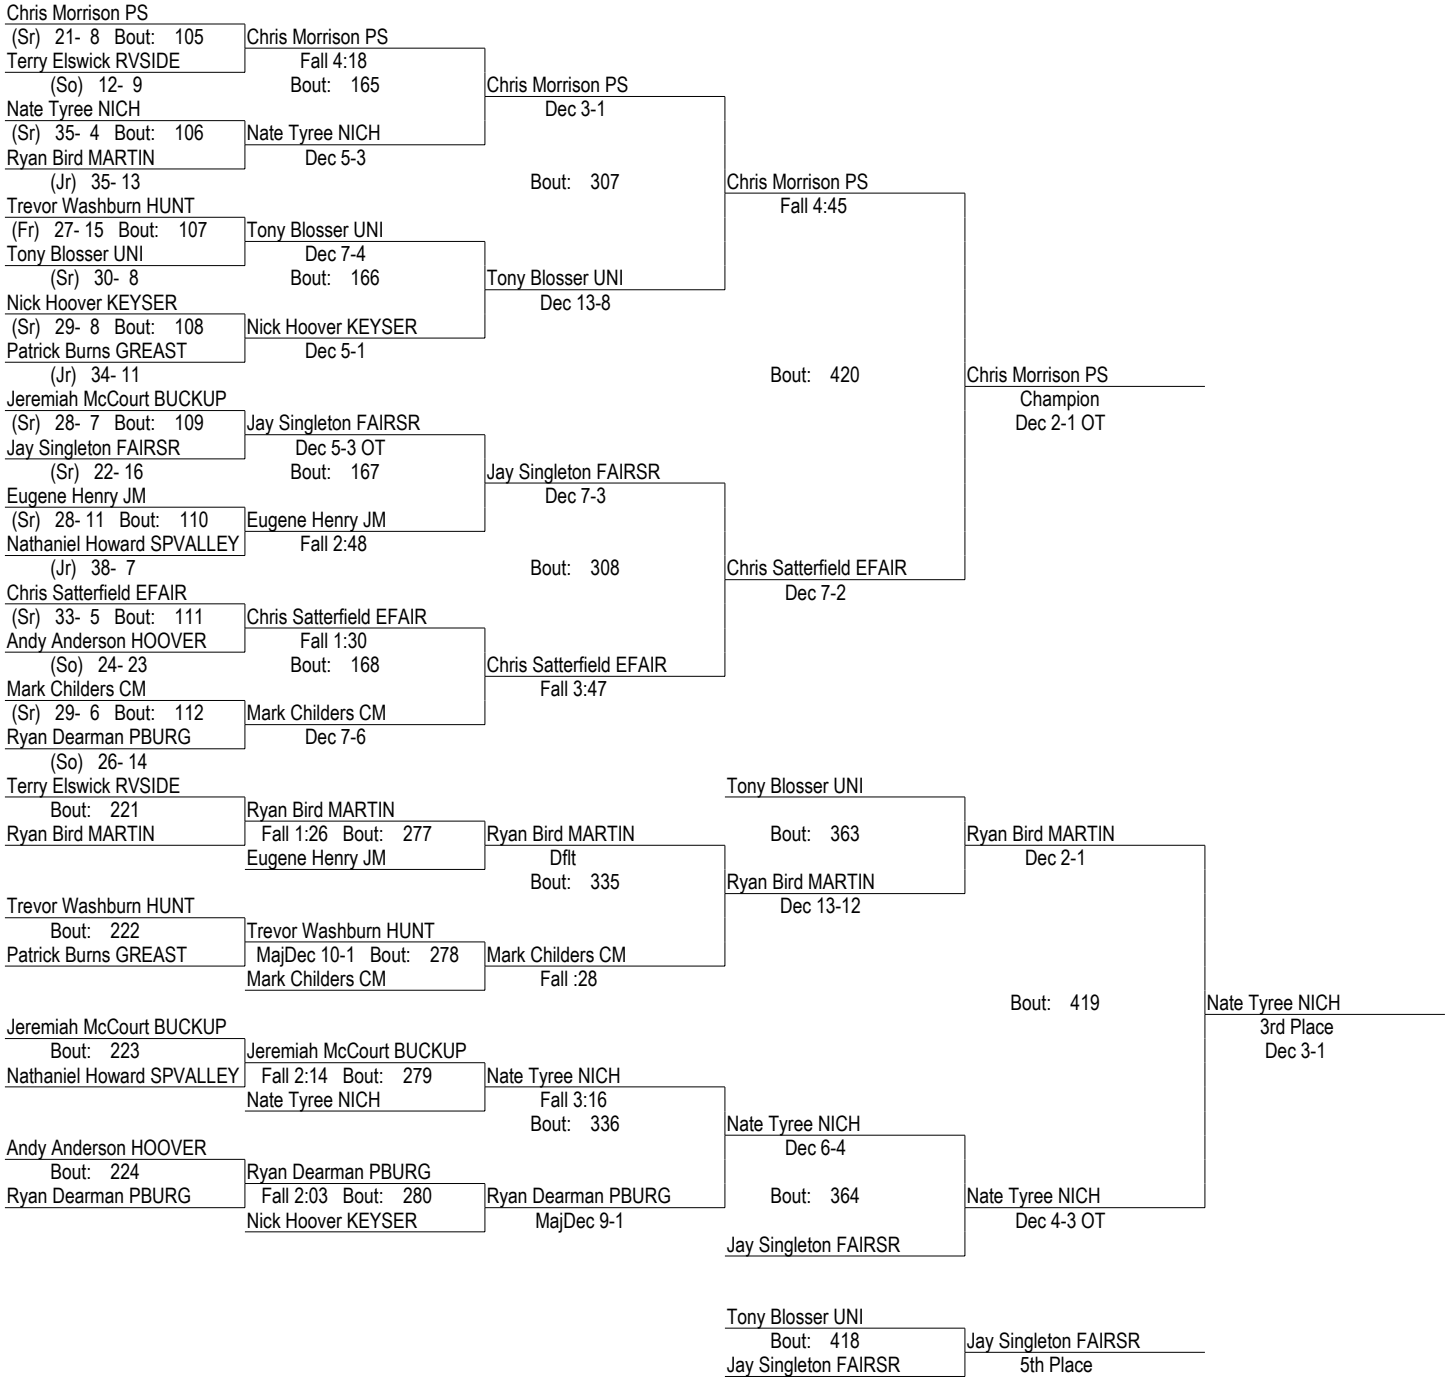 Chris Morrison PS
(Sr) 21- 8 Bout: 105 Chris Morrison PS
Terry Elswick RVSIDE Fall 4:18
(So) 12- 9 Bout: 165 Chris Morrison PS
Nate Tyree NICH Dec 3-1
(Sr) 35- 4 Bout: 106 Nate Tyree NICH
Ryan Bird MARTIN Dec 5-3
(Jr) 35- 13 Bout: 307 Chris Morrison PS
Trevor Washburn HUNT Fall 4:45
(Fr) 27- 15 Bout: 107 Tony Blosser UNI
Tony Blosser UNI Dec 7-4
(Sr) 30- 8 Bout: 166 Tony Blosser UNI
Nick Hoover KEYSER Dec 13-8
(Sr) 29- 8 Bout: 108 Nick Hoover KEYSER
Patrick Burns GREAST Dec 5-1
(Jr) 34- 11 Bout: 420 Chris Morrison PS
Jeremiah McCourt BUCKUP Champion
(Sr) 28- 7 Bout: 109 Jay Singleton FAIRSR Dec 2-1 OT
Jay Singleton FAIRSR Dec 5-3 OT
(Sr) 22- 16 Bout: 167 Jay Singleton FAIRSR
Eugene Henry JM Dec 7-3
(Sr) 28- 11 Bout: 110 Eugene Henry JM
Nathaniel Howard SPVALLEY Fall 2:48
(Jr) 38- 7 Bout: 308 Chris Satterfield EFAIR
Chris Satterfield EFAIR Dec 7-2
(Sr) 33- 5 Bout: 111 Chris Satterfield EFAIR
Andy Anderson HOOVER Fall 1:30
(So) 24- 23 Bout: 168 Chris Satterfield EFAIR
Mark Childers CM Fall 3:47
(Sr) 29- 6 Bout: 112 Mark Childers CM
Ryan Dearman PBURG Dec 7-6
(So) 26- 14
Terry Elswick RVSIDE Tony Blosser UNI
Bout: 221 Ryan Bird MARTIN
Ryan Bird MARTIN Fall 1:26 Bout: 277 Ryan Bird MARTIN Bout: 363 Ryan Bird MARTIN
Eugene Henry JM Dflt Dec 2-1
Bout: 335 Ryan Bird MARTIN
Trevor Washburn HUNT Dec 13-12
Bout: 222 Trevor Washburn HUNT
Patrick Burns GREAST MajDec 10-1 Bout: 278 Mark Childers CM
Mark Childers CM Fall :28
Bout: 419 Nate Tyree NICH
Jeremiah McCourt BUCKUP 3rd Place
Bout: 223 Jeremiah McCourt BUCKUP Dec 3-1
Nathaniel Howard SPVALLEY Fall 2:14 Bout: 279 Nate Tyree NICH
Nate Tyree NICH Fall 3:16
Bout: 336 Nate Tyree NICH
Andy Anderson HOOVER Dec 6-4
Bout: 224 Ryan Dearman PBURG
Ryan Dearman PBURG Fall 2:03 Bout: 280 Ryan Dearman PBURG Bout: 364 Nate Tyree NICH
Nick Hoover KEYSER MajDec 9-1 Dec 4-3 OT
Jay Singleton FAIRSR
Tony Blosser UNI
Bout: 418 Jay Singleton FAIRSR
Jay Singleton FAIRSR 5th Place